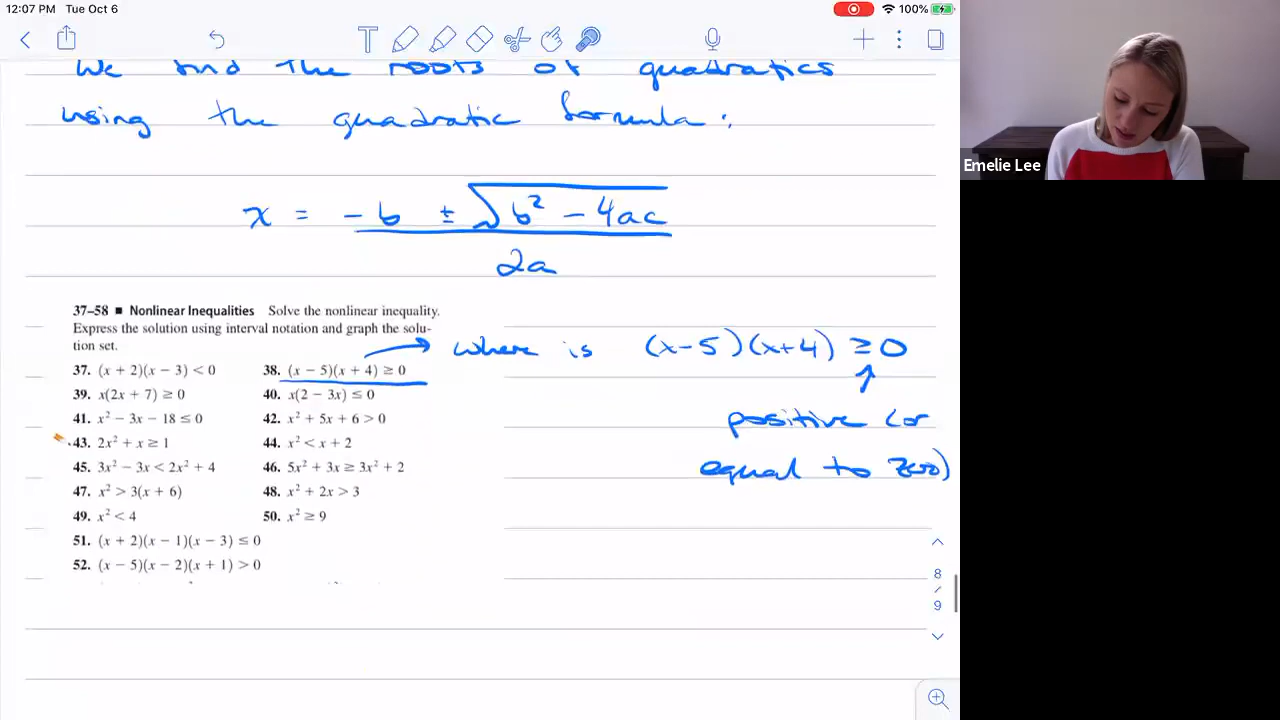 12:07 PM Tue Oct 6
100%
We find the roots of quadratics
using the quadratic formula:
x = -b ± √b² - 4ac
2a
37–58 ■ Nonlinear Inequalities Solve the nonlinear inequality.
Express the solution using interval notation and graph the solu-
tion set.
37. (x + 2)(x − 3) < 0
38. (x − 5)(x + 4) ≥ 0
39. x(2x + 7) ≥ 0
40. x(2 − 3x) ≤ 0
41. x² − 3x − 18 ≤ 0
42. x² + 5x + 6 > 0
43. 2x² + x ≥ 1
44. x² < x + 2
45. 3x² − 3x < 2x² + 4
46. 5x² + 3x ≥ 3x² + 2
47. x² > 3(x + 6)
48. x² + 2x > 3
49. x² < 4
50. x² ≥ 9
51. (x + 2)(x − 1)(x − 3) ≤ 0
52. (x − 5)(x − 2)(x + 1) > 0
where is (x-5)(x+4) ≥ 0
positive (or
equal to zero)
8
/
9
Emelie Lee